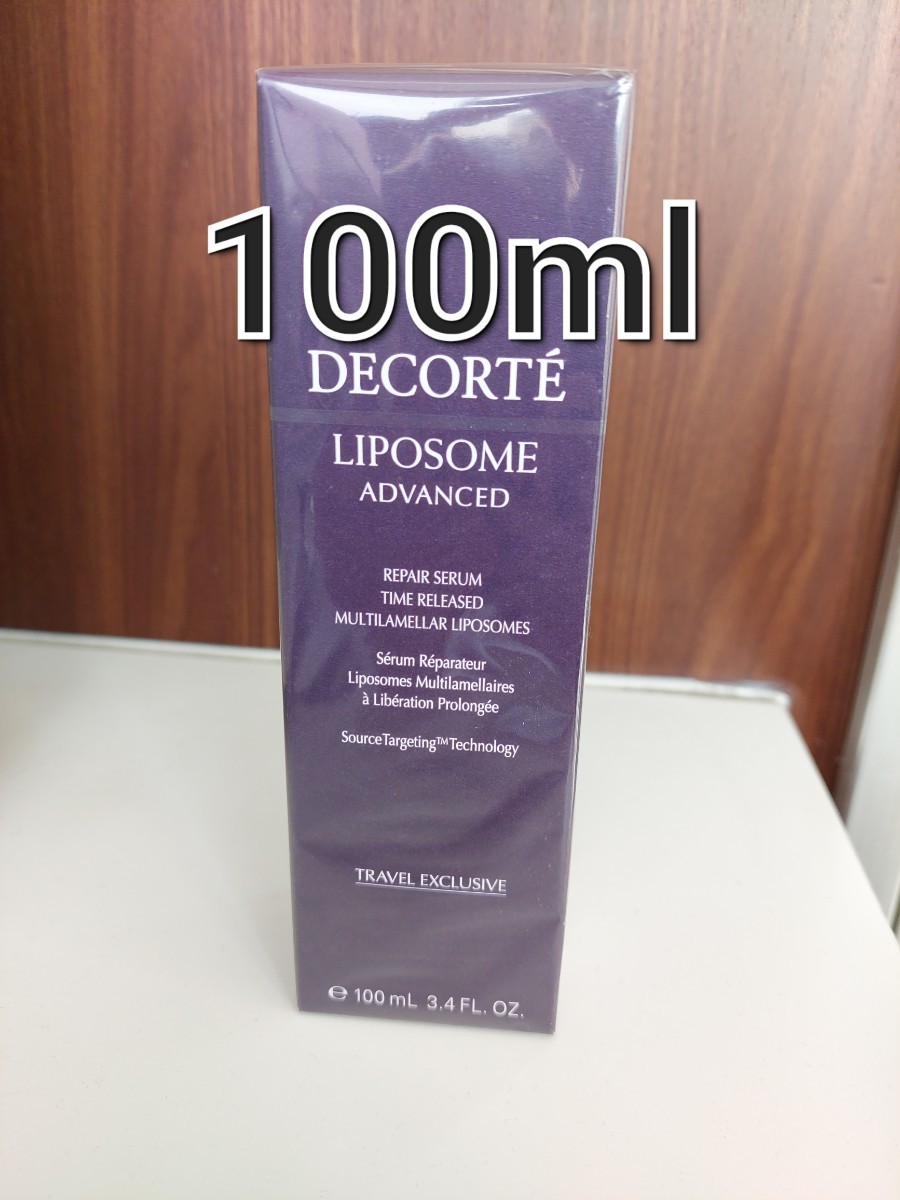 100ml
DECORTÉ
LIPOSOME
ADVANCED
REPAIR SERUM
TIME RELEASED
MULTILAMELLAR LIPOSOMES
Sérum Réparateur
Liposomes Multilamellaires
à Libération Prolongée
SourceTargeting™Technology
TRAVEL EXCLUSIVE
℮ 100 mL 3.4 FL. OZ.